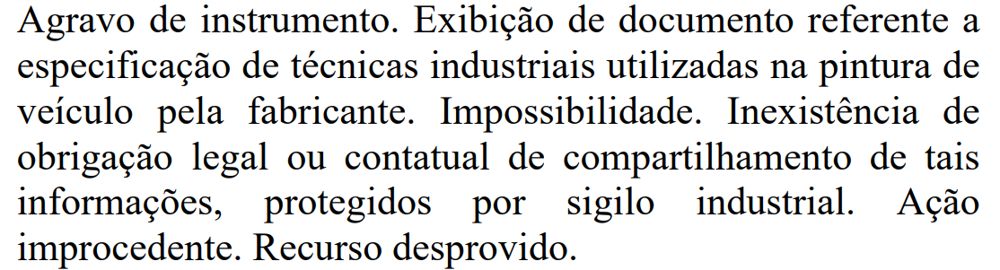 Agravo de instrumento. Exibição de documento referente a
especificação de técnicas industriais utilizadas na pintura de
veículo pela fabricante. Impossibilidade. Inexistência de
obrigação legal ou contatual de compartilhamento de tais
informações, protegidos por sigilo industrial. Ação
improcedente. Recurso desprovido.